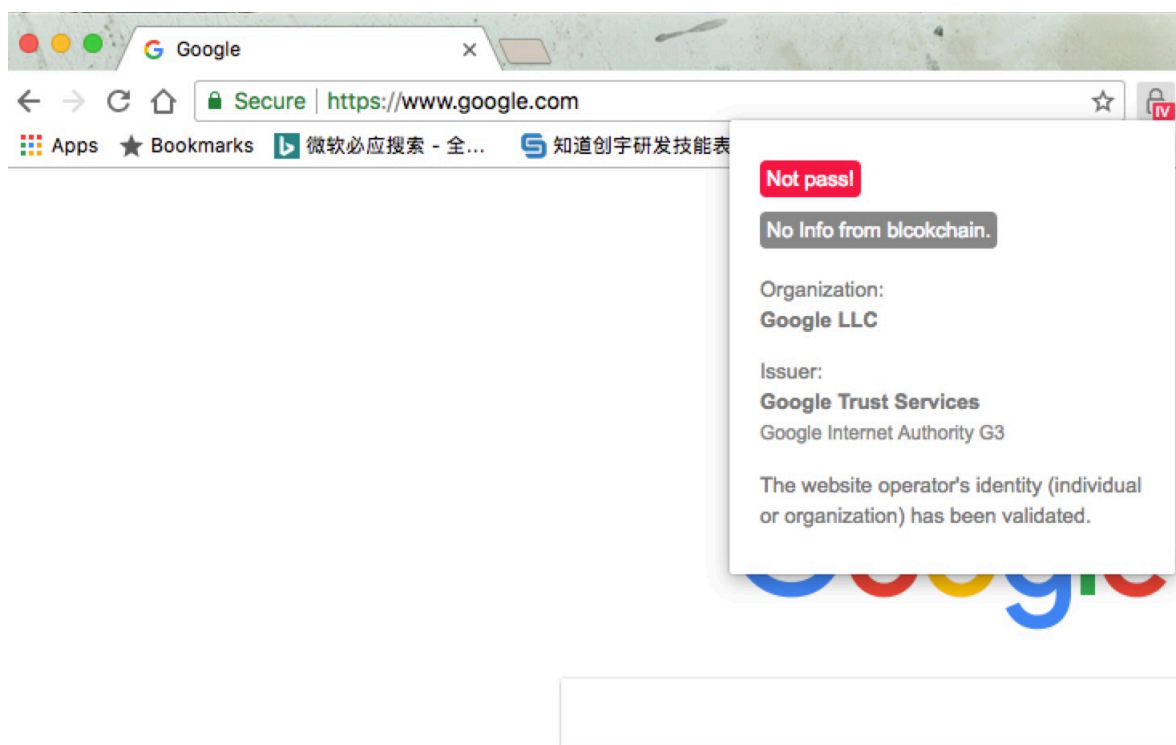 Google
Secure | https://www.google.com
IV
Apps Bookmarks 微软必应搜索 - 全... 知道创宇研发技能表
Not pass!
No Info from blcokchain.
Organization:
Google LLC
Issuer:
Google Trust Services
Google Internet Authority G3
The website operator's identity (individual
or organization) has been validated.
Google